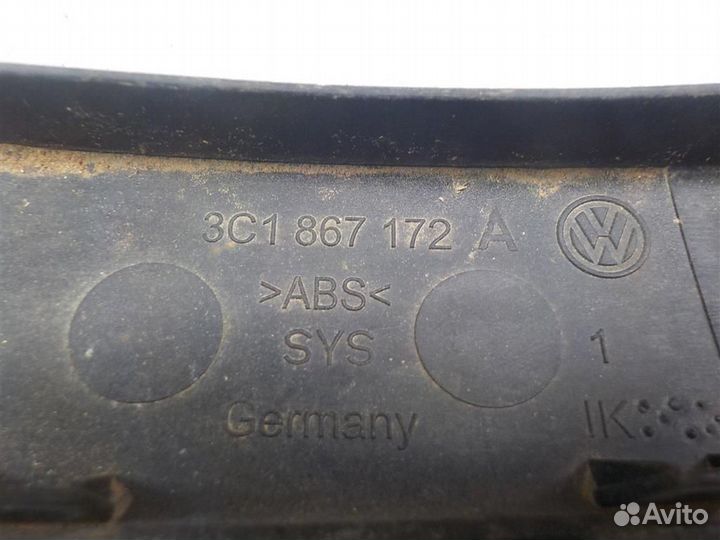 3C1 867 172 A
>ABS<
SYS 1
Germany IK
Avito